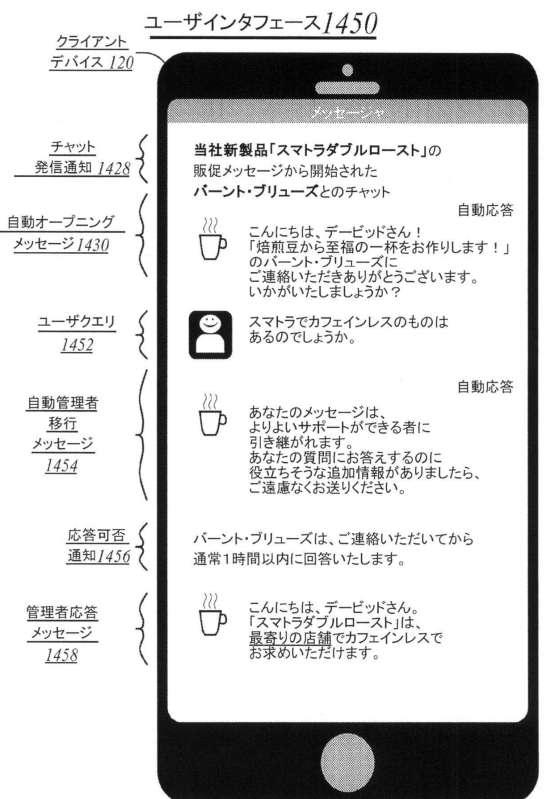 ユーザインタフェース1450
クライアント
デバイス 120
メッセージャ
チャット
発信通知 1428
当社新製品「スマトラダブルロースト」の
販促メッセージから開始された
バーント・ブリューズとのチャット
自動オープニング
メッセージ1430
自動応答
こんにちは、デービッドさん！
「焙煎豆から至福の一杯をお作りします！」
のバーント・ブリューズに
ご連絡いただきありがとうございます。
いかがいたしましょうか？
ユーザクエリ
1452
スマトラでカフェインレスのものは
あるのでしょうか。
自動管理者
移行
メッセージ
1454
自動応答
あなたのメッセージは、
よりよいサポートができる者に
引き継がれます。
あなたの質問にお答えするのに
役立ちそうな追加情報がありましたら、
ご遠慮なくお送りください。
応答可否
通知1456
バーント・ブリューズは、ご連絡いただいてから
通常1時間以内に回答いたします。
管理者応答
メッセージ
1458
こんにちは、デービッドさん。
「スマトラダブルロースト」は、
最寄りの店舗でカフェインレスで
お求めいただけます。